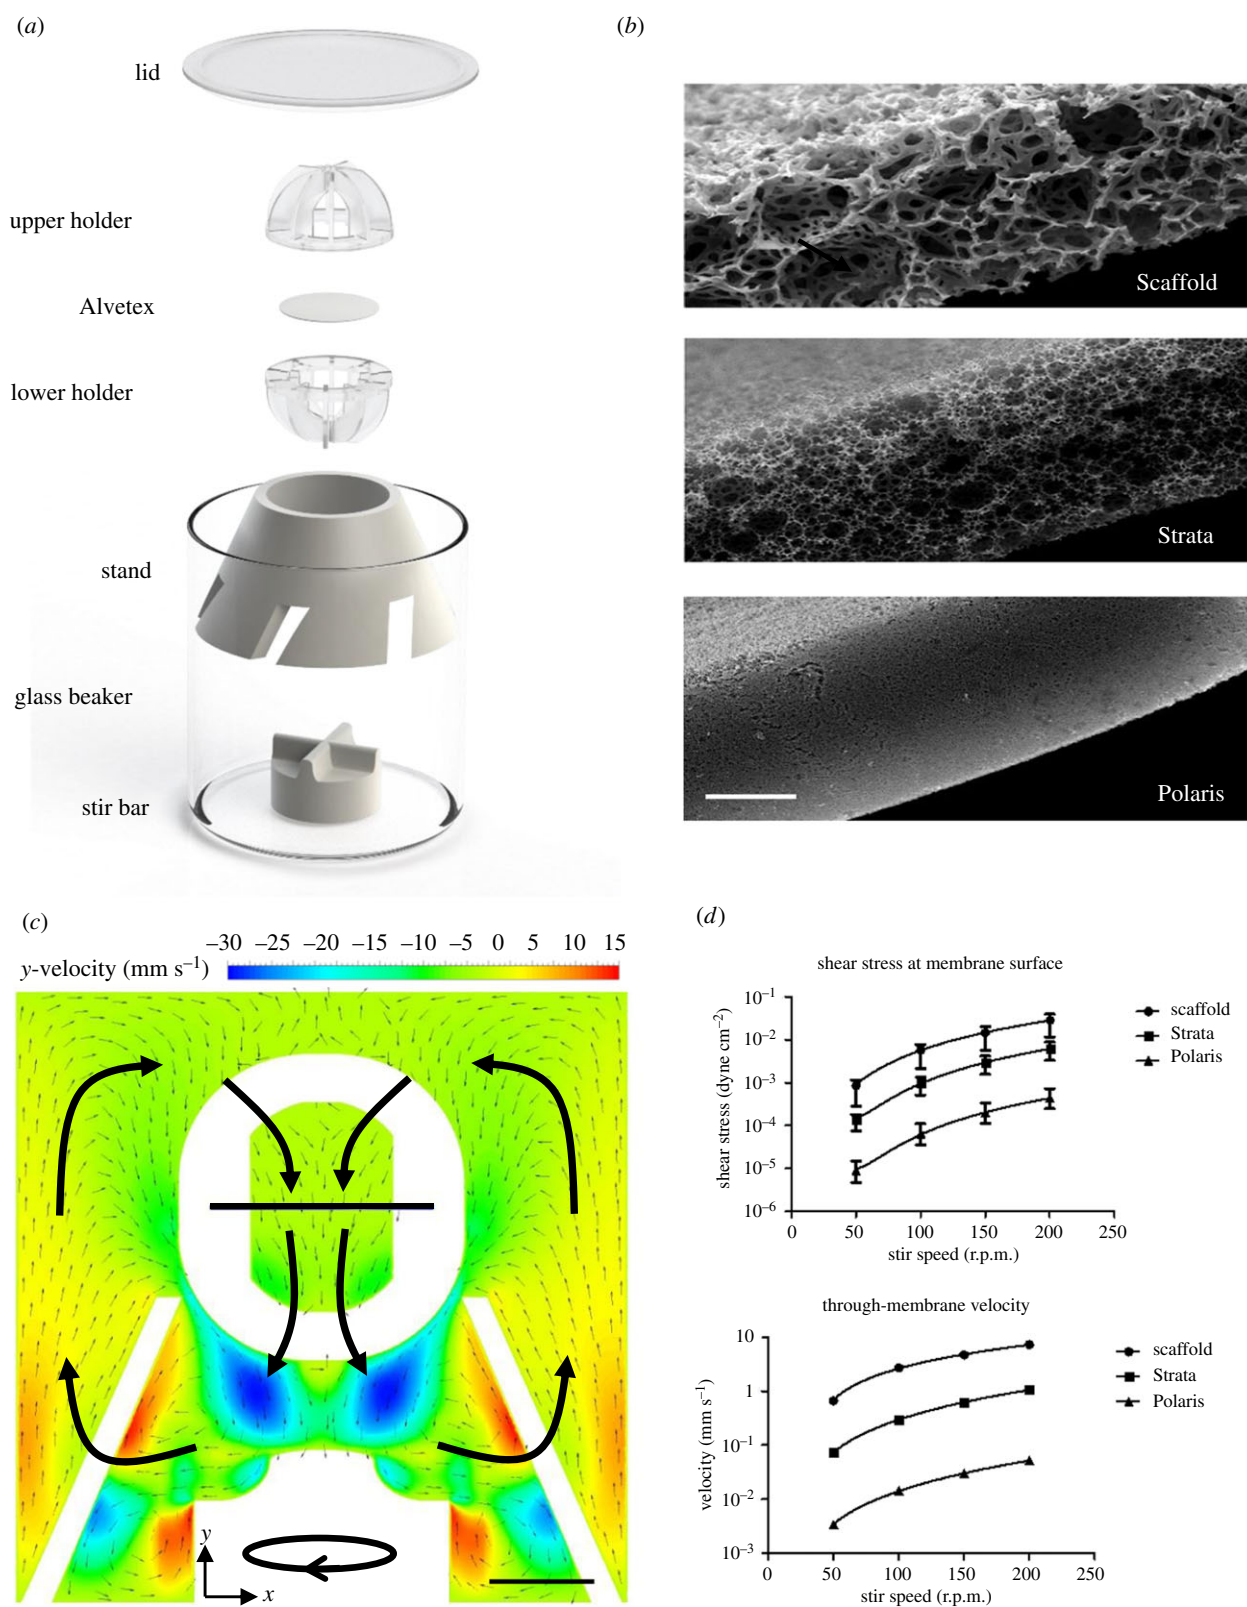 (a)
lid
upper holder
Alvetex
lower holder
stand
glass beaker
stir bar
(b)
Scaffold
Strata
Polaris
(c)
–30 –25 –20 –15 –10 –5 0 5 10 15
y-velocity (mm s–1)
y
x
(d)
shear stress at membrane surface
10–1
10–2
10–3
10–4
10–5
10–6
shear stress (dyne cm–2)
0 50 100 150 200 250
stir speed (r.p.m.)
scaffold
Strata
Polaris
through-membrane velocity
10
1
10–1
10–2
10–3
velocity (mm s–1)
0 50 100 150 200 250
stir speed (r.p.m.)
scaffold
Strata
Polaris